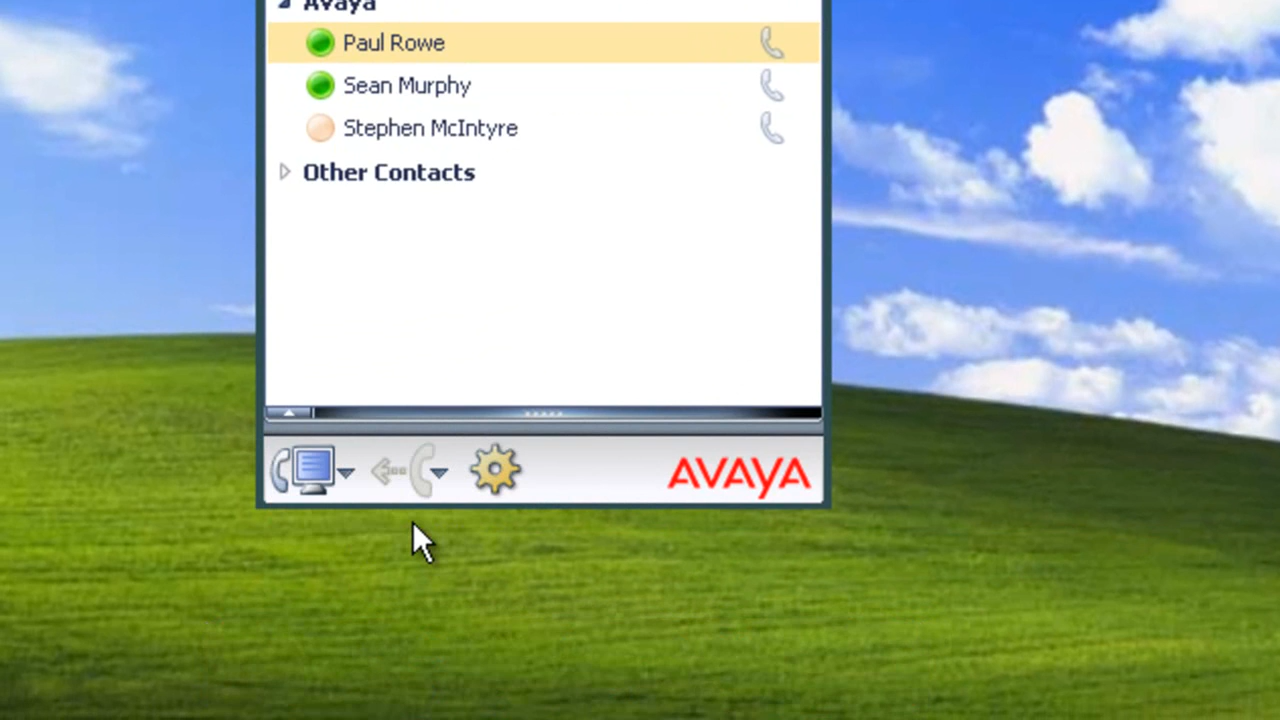 Avaya
Paul Rowe
Sean Murphy
Stephen McIntyre
Other Contacts
AVAYA